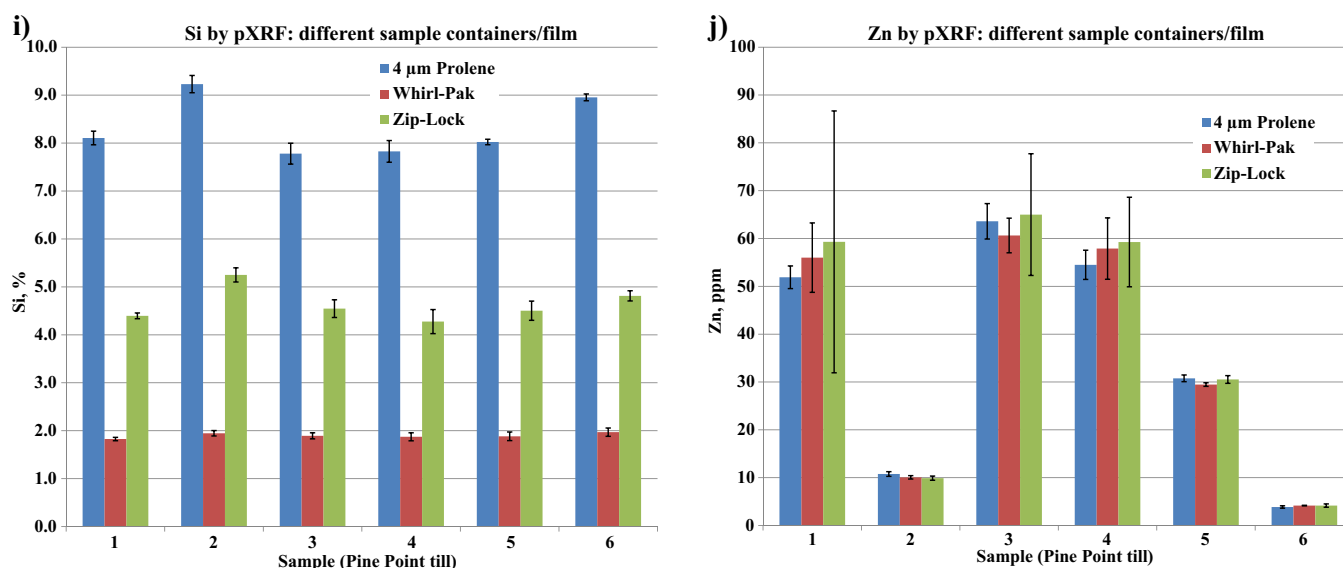 i)
Si by pXRF: different sample containers/film
10.0
9.0
8.0
7.0
6.0
5.0
4.0
3.0
2.0
1.0
0.0
Si, %
4 µm Prolene
Whirl-Pak
Zip-Lock
1 2 3 4 5 6
Sample (Pine Point till)
j)
Zn by pXRF: different sample containers/film
100
90
80
70
60
50
40
30
20
10
0
Zn, ppm
4 µm Prolene
Whirl-Pak
Zip-Lock
1 2 3 4 5 6
Sample (Pine Point till)